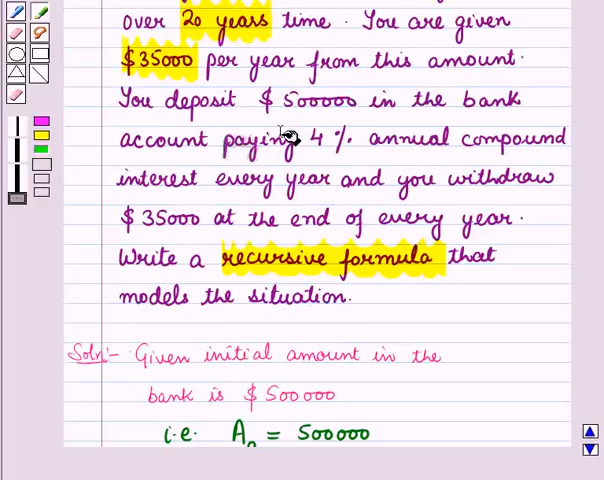 over 20 years time. You are given
$35000 per year from this amount.
You deposit $ 500000 in the bank
account paying 4 % annual compound
interest every year and you withdraw
$35000 at the end of every year.
Write a recursive formula that
models the situation.
Soln:- Given initial amount in the
bank is $ 500000
i.e. A₀ = 500000